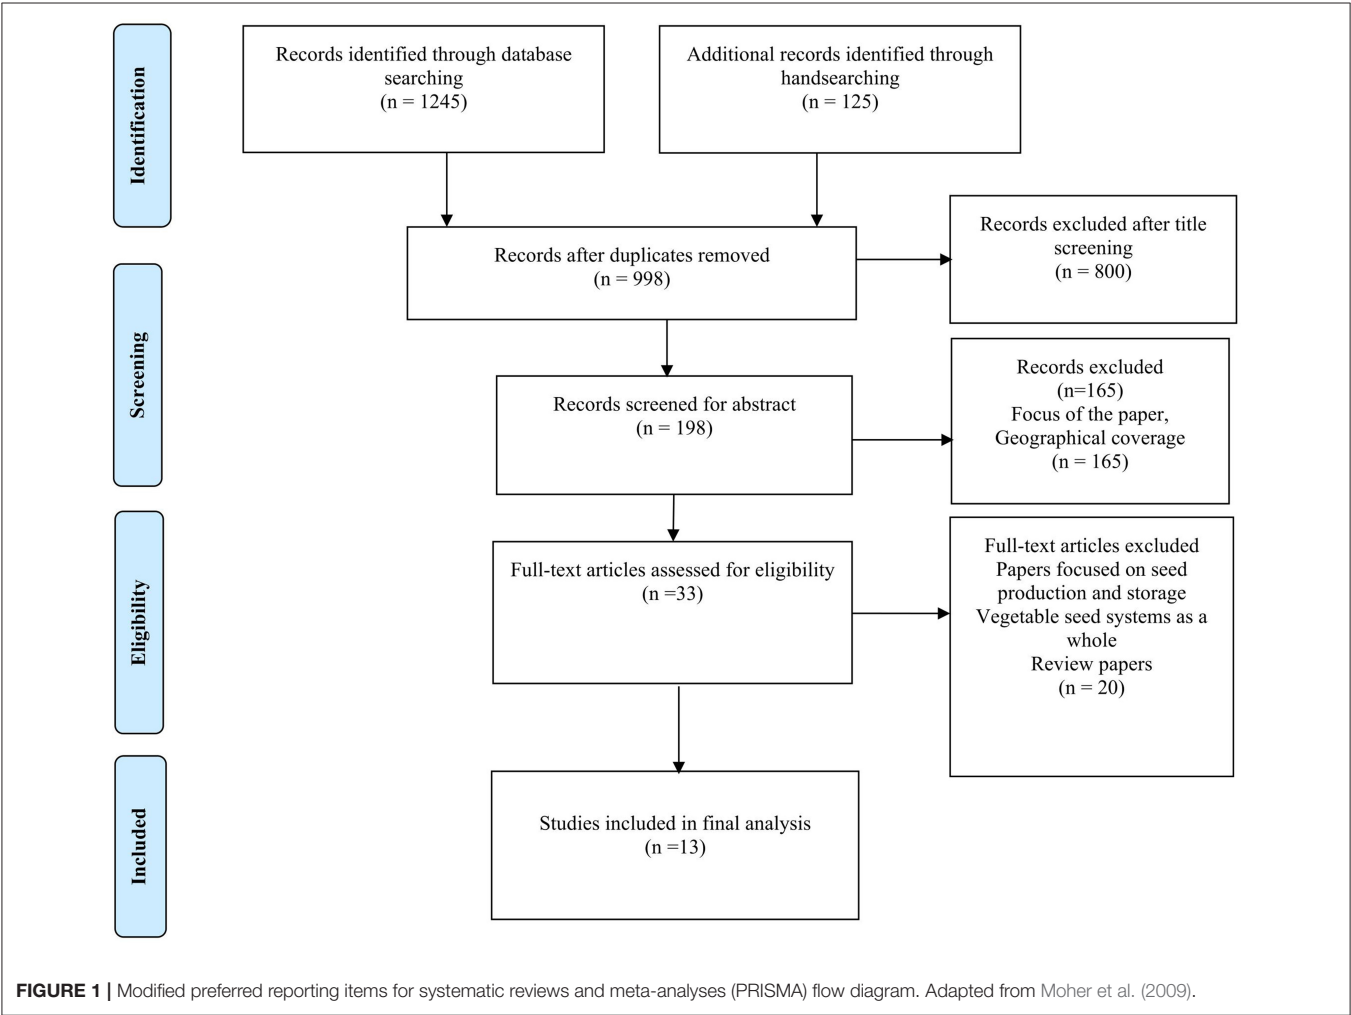 Identification
Records identified through database
searching
(n = 1245)
Additional records identified through
handsearching
(n = 125)
Records after duplicates removed
(n = 998)
Records excluded after title
screening
(n = 800)
Screening
Records screened for abstract
(n = 198)
Records excluded
(n=165)
Focus of the paper,
Geographical coverage
(n = 165)
Eligibility
Full-text articles assessed for eligibility
(n =33)
Full-text articles excluded
Papers focused on seed
production and storage
Vegetable seed systems as a
whole
Review papers
(n = 20)
Included
Studies included in final analysis
(n =13)
FIGURE 1 | Modified preferred reporting items for systematic reviews and meta-analyses (PRISMA) flow diagram. Adapted from Moher et al. (2009).